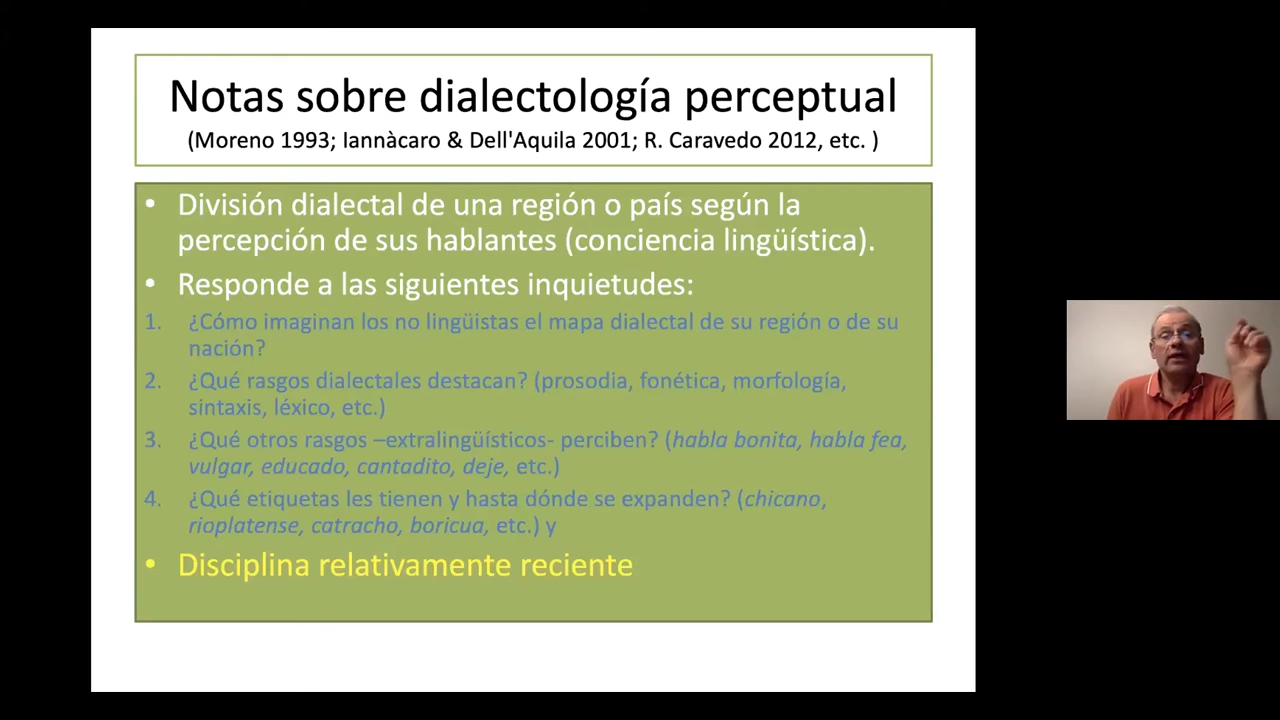 Notas sobre dialectología perceptual
(Moreno 1993; Iannàcaro & Dell'Aquila 2001; R. Caravedo 2012, etc. )
• División dialectal de una región o país según la
percepción de sus hablantes (conciencia lingüística).
• Responde a las siguientes inquietudes:
1. ¿Cómo imaginan los no lingüistas el mapa dialectal de su región o de su
nación?
2. ¿Qué rasgos dialectales destacan? (prosodia, fonética, morfología,
sintaxis, léxico, etc.)
3. ¿Qué otros rasgos –extralingüísticos- perciben? (habla bonita, habla fea,
vulgar, educado, cantadito, deje, etc.)
4. ¿Qué etiquetas les tienen y hasta dónde se expanden? (chicano,
rioplatense, catracho, boricua, etc.) y
• Disciplina relativamente reciente